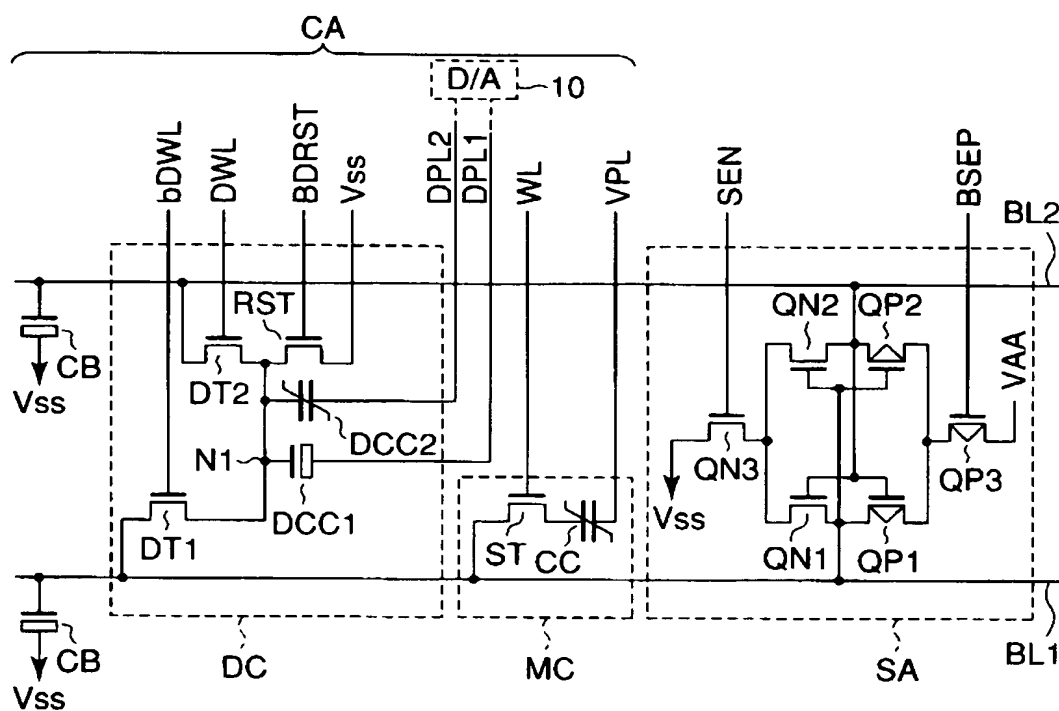 CA
D/A
10
bDWL
DWL
BDRST
Vss
DPL2
DPL1
WL
VPL
SEN
BSEP
BL2
RST
QN2
QP2
CB
DT2
VAA
Vss
DCC2
N1
QN3
QP3
DCC1
Vss
DT1
ST
CC
QN1
QP1
CB
DC
MC
SA
BL1
Vss